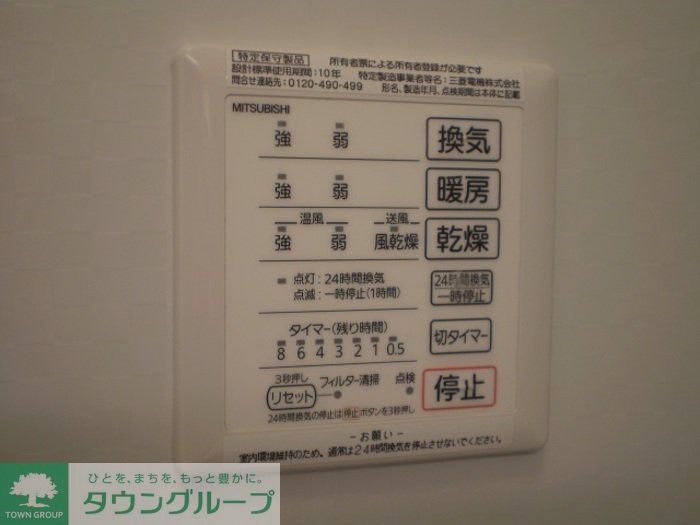 特定保守製品 所有者票による所有者登録が必要です
設計標準使用期間:10年 特定製造事業者等名:三菱電機株式会社
問合せ連絡先:0120-490-499 形名、製造年月、点検期間は本体に記載
MITSUBISHI
強 弱 換気
強 弱 暖房
温風 送風
強 弱 風乾燥 乾燥
点灯:24時間換気
点滅:一時停止(1時間)
24時間換気
一時停止
タイマー(残り時間)
8 6 4 3 2 1 0.5
切タイマー
3秒押し
リセット フィルター清掃 点検
停止
24時間換気の停止は停止ボタンを3秒押し
-お願い-
室内環境維持のため、通常は24時間換気を停止させないでください。
TOWN GROUP
ひとを、まちを、もっと豊かに。
タウングループ